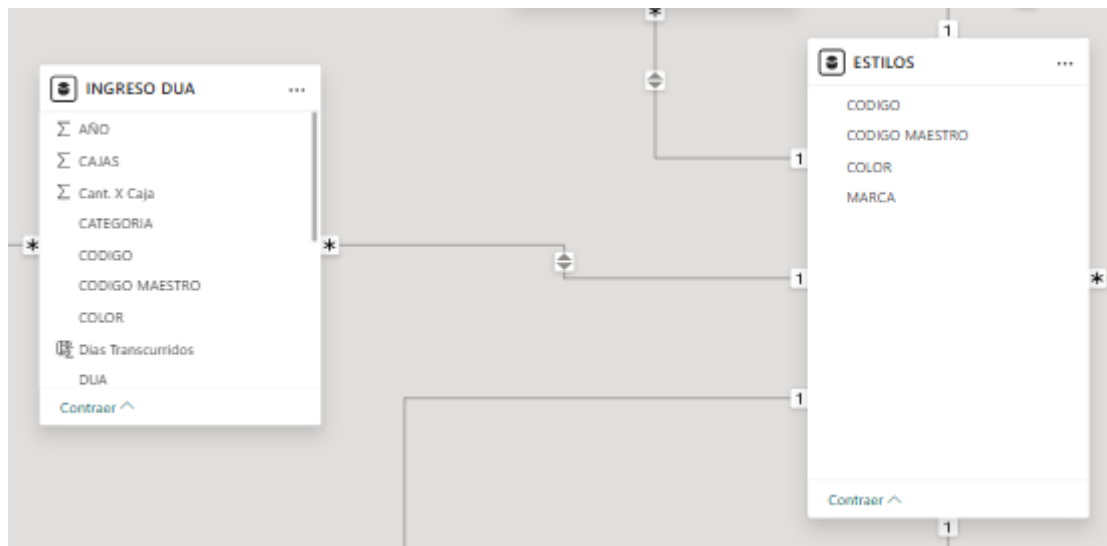 INGRESO DUA
...
AÑO
CAJAS
Cant. X Caja
CATEGORIA
CODIGO
CODIGO MAESTRO
COLOR
Dias Transcurridos
DUA
Contraer
*
*
*
1
1
1
1
ESTILOS
...
CODIGO
CODIGO MAESTRO
COLOR
MARCA
*
Contraer
1